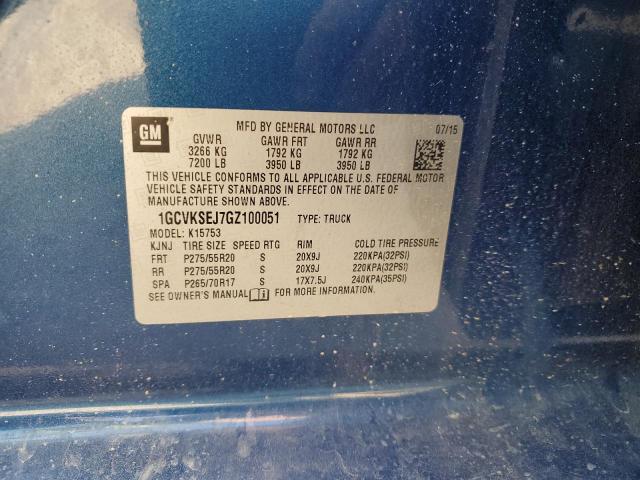 GM
MFD BY GENERAL MOTORS LLC 07/15
GVWR GAWR FRT GAWR RR
3266 KG 1792 KG 1792 KG
7200 LB 3950 LB 3950 LB
THIS VEHICLE CONFORMS TO ALL APPLICABLE U.S. FEDERAL MOTOR
VEHICLE SAFETY STANDARDS IN EFFECT ON THE DATE OF
MANUFACTURE SHOWN ABOVE.
1GCVKSEJ7GZ100051 TYPE: TRUCK
MODEL: K15753
KJNJ TIRE SIZE SPEED RTG RIM COLD TIRE PRESSURE
FRT P275/55R20 S 20X9J 220KPA(32PSI)
RR P275/55R20 S 20X9J 220KPA(32PSI)
SPA P265/70R17 S 17X7.5J 240KPA(35PSI)
SEE OWNER'S MANUAL FOR MORE INFORMATION.